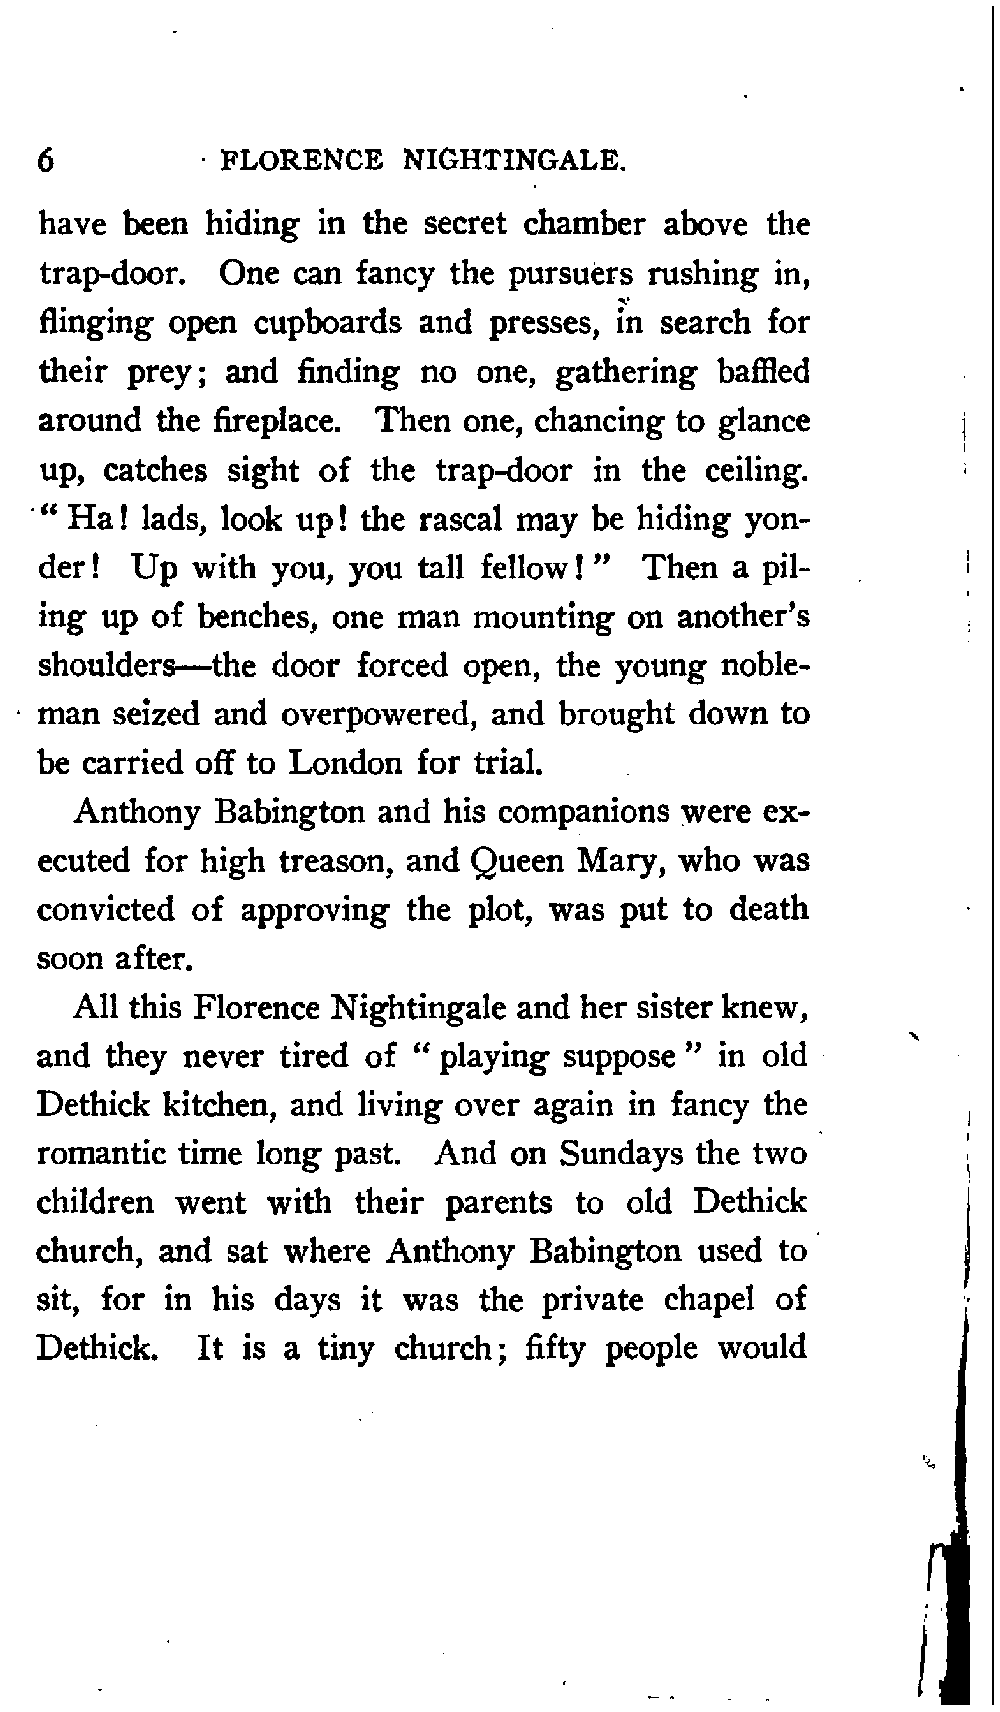 6 FLORENCE NIGHTINGALE.
have been hiding in the secret chamber above the
trap-door. One can fancy the pursuers rushing in,
flinging open cupboards and presses, in search for
their prey; and finding no one, gathering baffled
around the fireplace. Then one, chancing to glance
up, catches sight of the trap-door in the ceiling.
“ Ha! lads, look up! the rascal may be hiding yon-
der! Up with you, you tall fellow! ” Then a pil-
ing up of benches, one man mounting on another’s
shoulders—the door forced open, the young noble-
man seized and overpowered, and brought down to
be carried off to London for trial.
Anthony Babington and his companions were ex-
ecuted for high treason, and Queen Mary, who was
convicted of approving the plot, was put to death
soon after.
All this Florence Nightingale and her sister knew,
and they never tired of “ playing suppose ” in old
Dethick kitchen, and living over again in fancy the
romantic time long past. And on Sundays the two
children went with their parents to old Dethick
church, and sat where Anthony Babington used to
sit, for in his days it was the private chapel of
Dethick. It is a tiny church; fifty people would